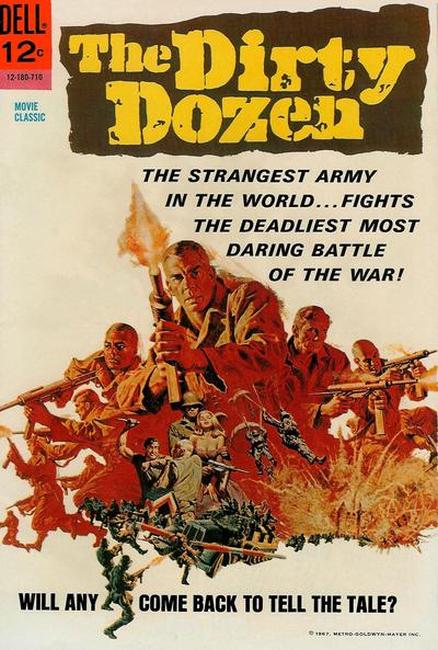 DELL
12¢
12-180-710
MOVIE
CLASSIC
The Dirty
Dozen
THE STRANGEST ARMY
IN THE WORLD...FIGHTS
THE DEADLIEST MOST
DARING BATTLE
OF THE WAR!
WILL ANY COME BACK TO TELL THE TALE?
© 1967, METRO-GOLDWYN-MAYER INC.